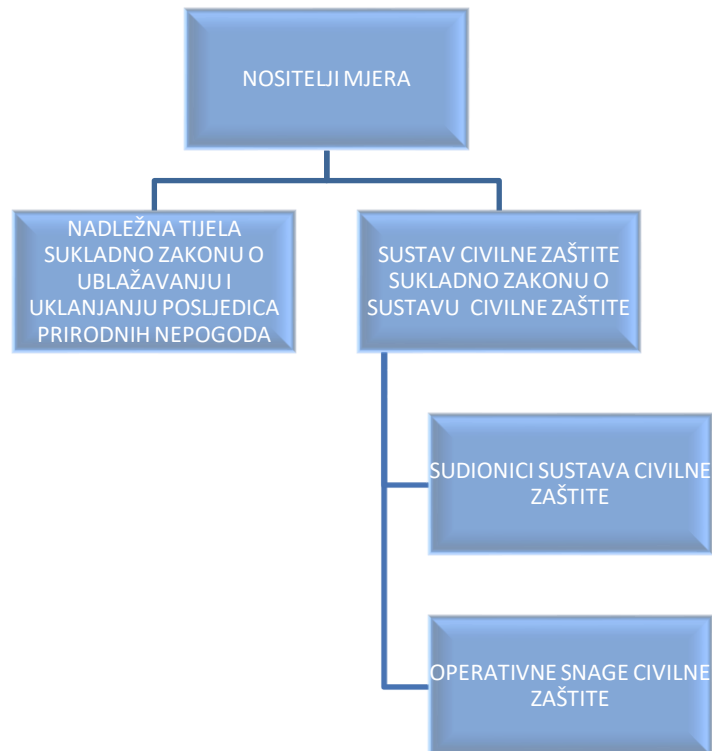 NOSITELJI MJERA
NADLEŽNA TIJELA
SUKLADNO ZAKONU O
UBLAŽAVANJU I
UKLANJANJU POSLJEDICA
PRIRODNIH NEPOGODA
SUSTAV CIVILNE ZAŠTITE
SUKLADNO ZAKONU O
SUSTAVU CIVILNE ZAŠTITE
SUDIONICI SUSTAVA CIVILNE
ZAŠTITE
OPERATIVNE SNAGE CIVILNE
ZAŠTITE